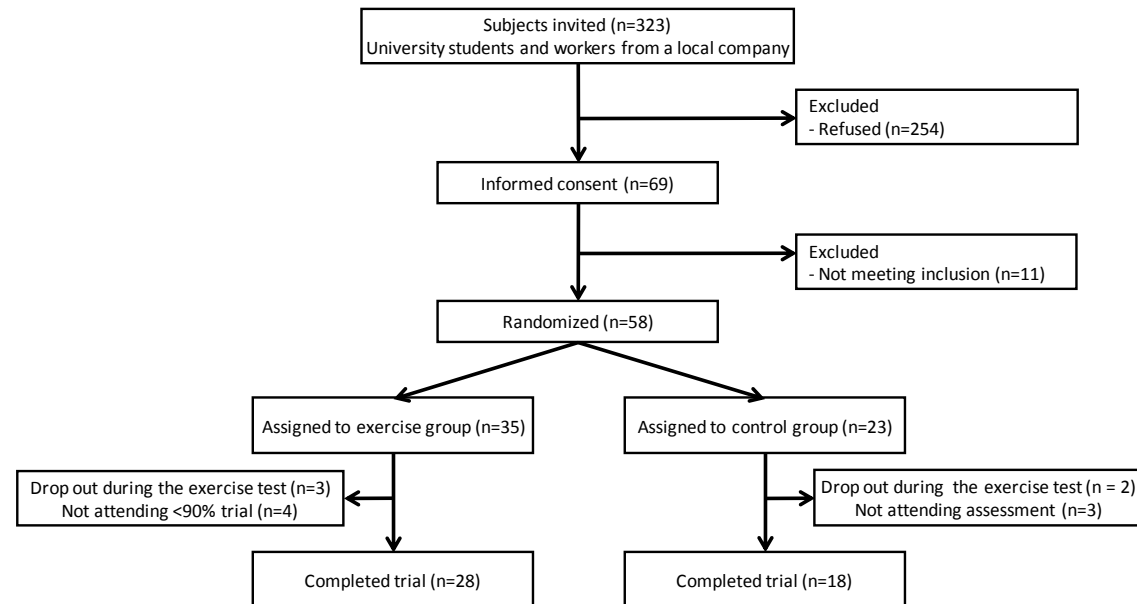 Subjects invited (n=323)
University students and workers from a local company
Excluded
- Refused (n=254)
Informed consent (n=69)
Excluded
- Not meeting inclusion (n=11)
Randomized (n=58)
Assigned to exercise group (n=35)
Assigned to control group (n=23)
Drop out during the exercise test (n=3)
Not attending <90% trial (n=4)
Drop out during  the exercise test (n = 2)
Not attending assessment (n=3)
Completed trial (n=28)
Completed trial (n=18)